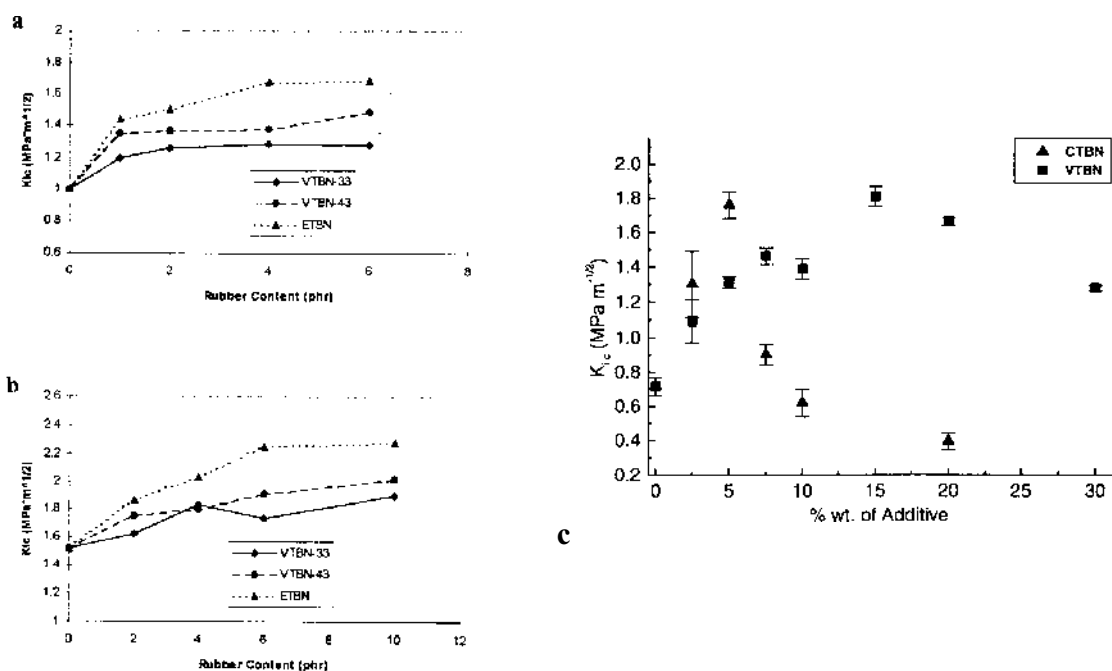 a
2
1.8
1.6
1.4
1.2
1
0.8
0.6
KIc (MPa*m^1/2)
0 2 4 6 8
Rubber Content (phr)
VTBN-33
VTBN-43
ETBN
b
2.6
2.4
2.2
2
1.8
1.6
1.4
1.2
1
KIc (MPa*m^1/2)
0 2 4 6 8 10 12
Rubber Content (phr)
VTBN-33
VTBN-43
ETBN
c
2.0
1.8
1.6
1.4
1.2
1.0
0.8
0.6
0.4
0.2
K_Ic (MPa m^-1/2)
0 5 10 15 20 25 30
% wt. of Additive
CTBN
VTBN